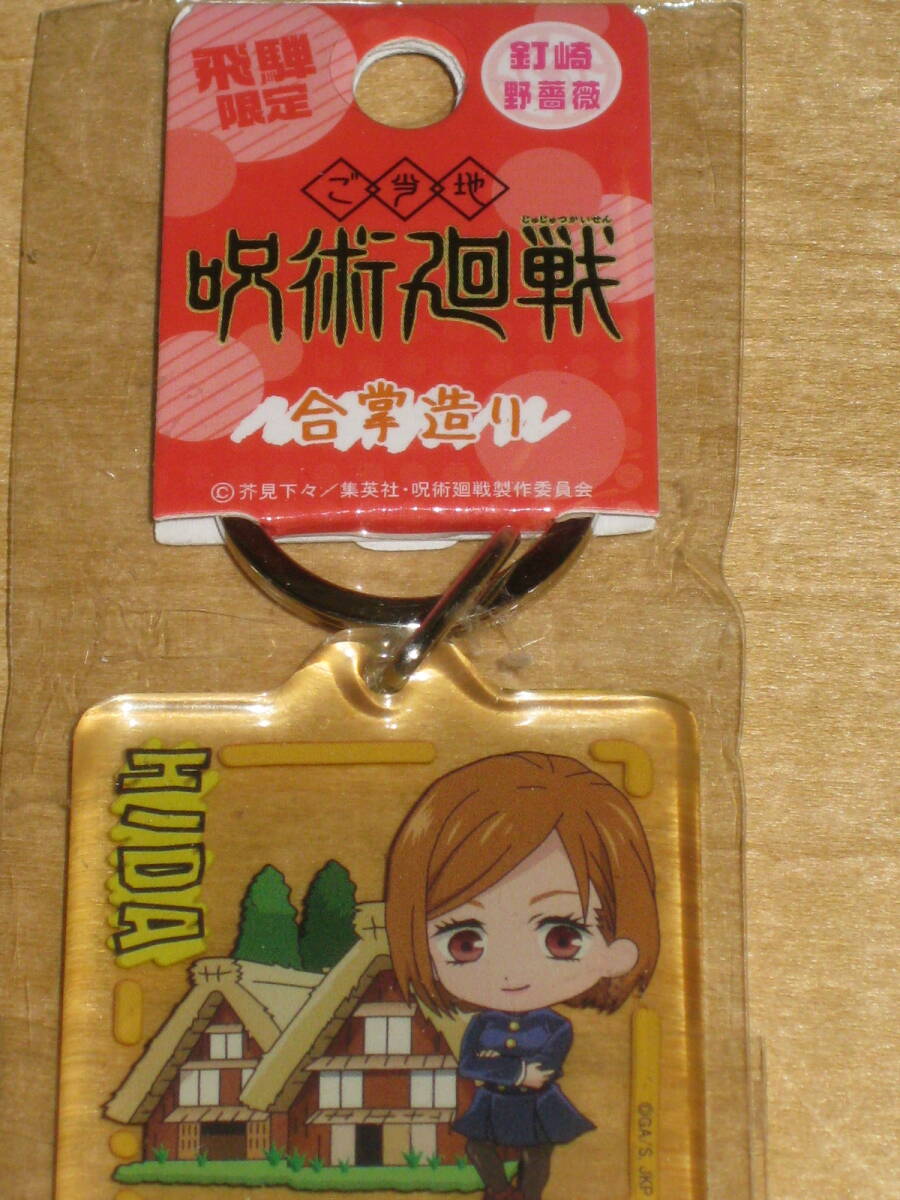 飛騨
限定
釘崎
野薔薇
ご当地
じゅじゅつかいせん
呪術廻戦
合掌造り
©芥見下々／集英社・呪術廻戦製作委員会
HIDA
©GA/S, JKP